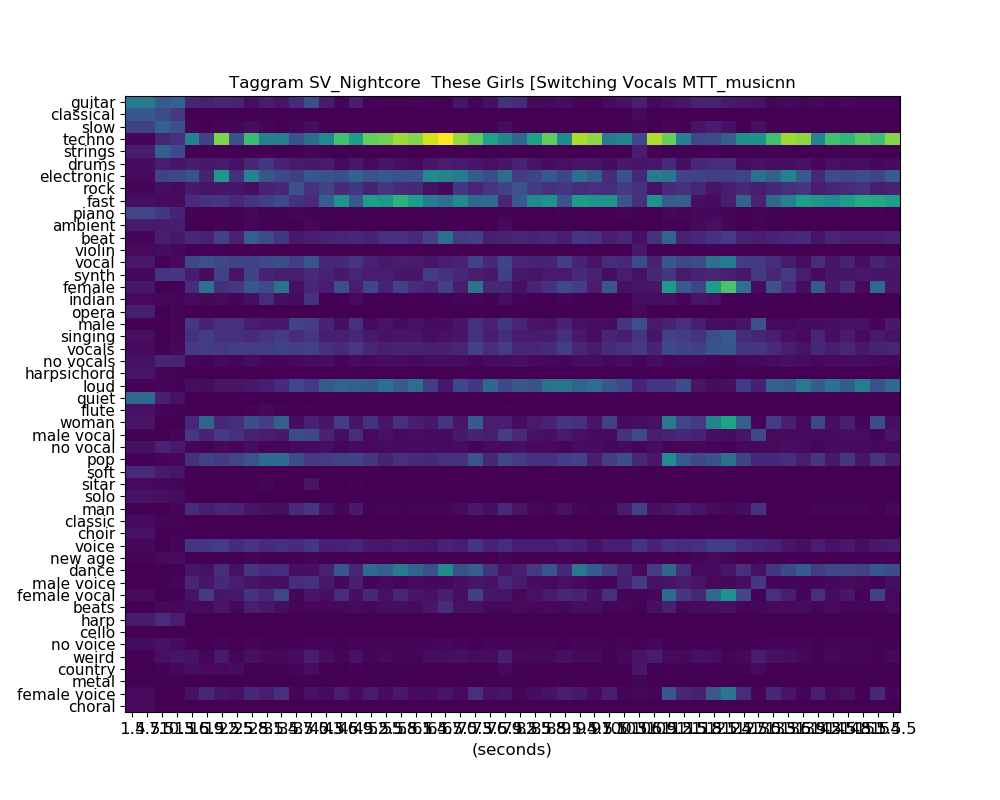 Taggram SV_Nightcore  These Girls [Switching Vocals MTT_musicnn
guitar
classical
slow
techno
strings
drums
electronic
rock
fast
piano
ambient
beat
violin
vocal
synth
female
indian
opera
male
singing
vocals
no vocals
harpsichord
loud
quiet
flute
woman
male vocal
no vocal
pop
soft
sitar
solo
man
classic
choir
voice
new age
dance
male voice
female vocal
beats
harp
cello
no voice
weird
country
metal
female voice
choral
(seconds)